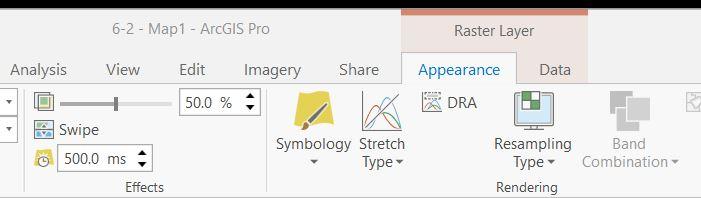 6-2 - Map1 - ArcGIS Pro
Raster Layer
Analysis View Edit Imagery Share Appearance Data
50.0 %
DRA
Swipe
Symbology
Stretch Type
Resampling Type
Band Combination
500.0 ms
Effects
Rendering